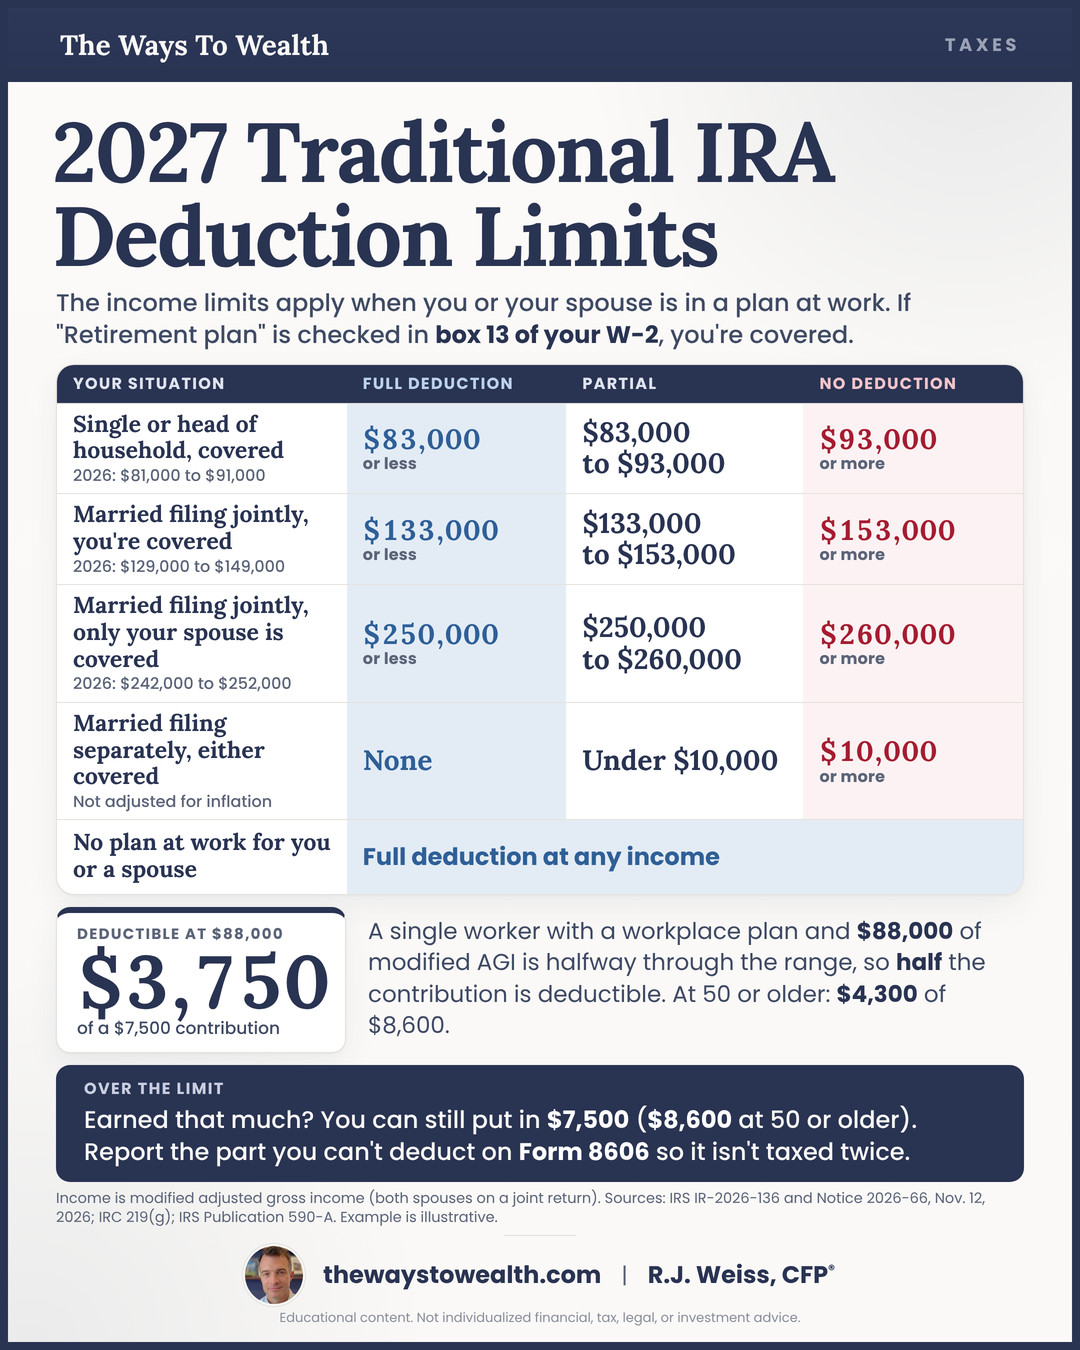 The Ways To Wealth
TAXES
2027 Traditional IRA
Deduction Limits
The income limits apply when you or your spouse is in a plan at work. If
"Retirement plan" is checked in box 13 of your W-2, you're covered.
YOUR SITUATION
FULL DEDUCTION
PARTIAL
NO DEDUCTION
Single or head of
household, covered
2026: $81,000 to $91,000
$83,000
or less
$83,000
to $93,000
$93,000
or more
Married filing jointly,
you're covered
2026: $129,000 to $149,000
$133,000
or less
$133,000
to $153,000
$153,000
or more
Married filing jointly,
only your spouse is
covered
2026: $242,000 to $252,000
$250,000
or less
$250,000
to $260,000
$260,000
or more
Married filing
separately, either
covered
Not adjusted for inflation
None
Under $10,000
$10,000
or more
No plan at work for you
or a spouse
Full deduction at any income
DEDUCTIBLE AT $88,000
$3,750
of a $7,500 contribution
A single worker with a workplace plan and $88,000 of
modified AGI is halfway through the range, so half the
contribution is deductible. At 50 or older: $4,300 of
$8,600.
OVER THE LIMIT
Earned that much? You can still put in $7,500 ($8,600 at 50 or older).
Report the part you can't deduct on Form 8606 so it isn't taxed twice.
Income is modified adjusted gross income (both spouses on a joint return). Sources: IRS IR-2026-136 and Notice 2026-66, Nov. 12,
2026; IRC 219(g); IRS Publication 590-A. Example is illustrative.
thewaystowealth.com | R.J. Weiss, CFP®
Educational content. Not individualized financial, tax, legal, or investment advice.